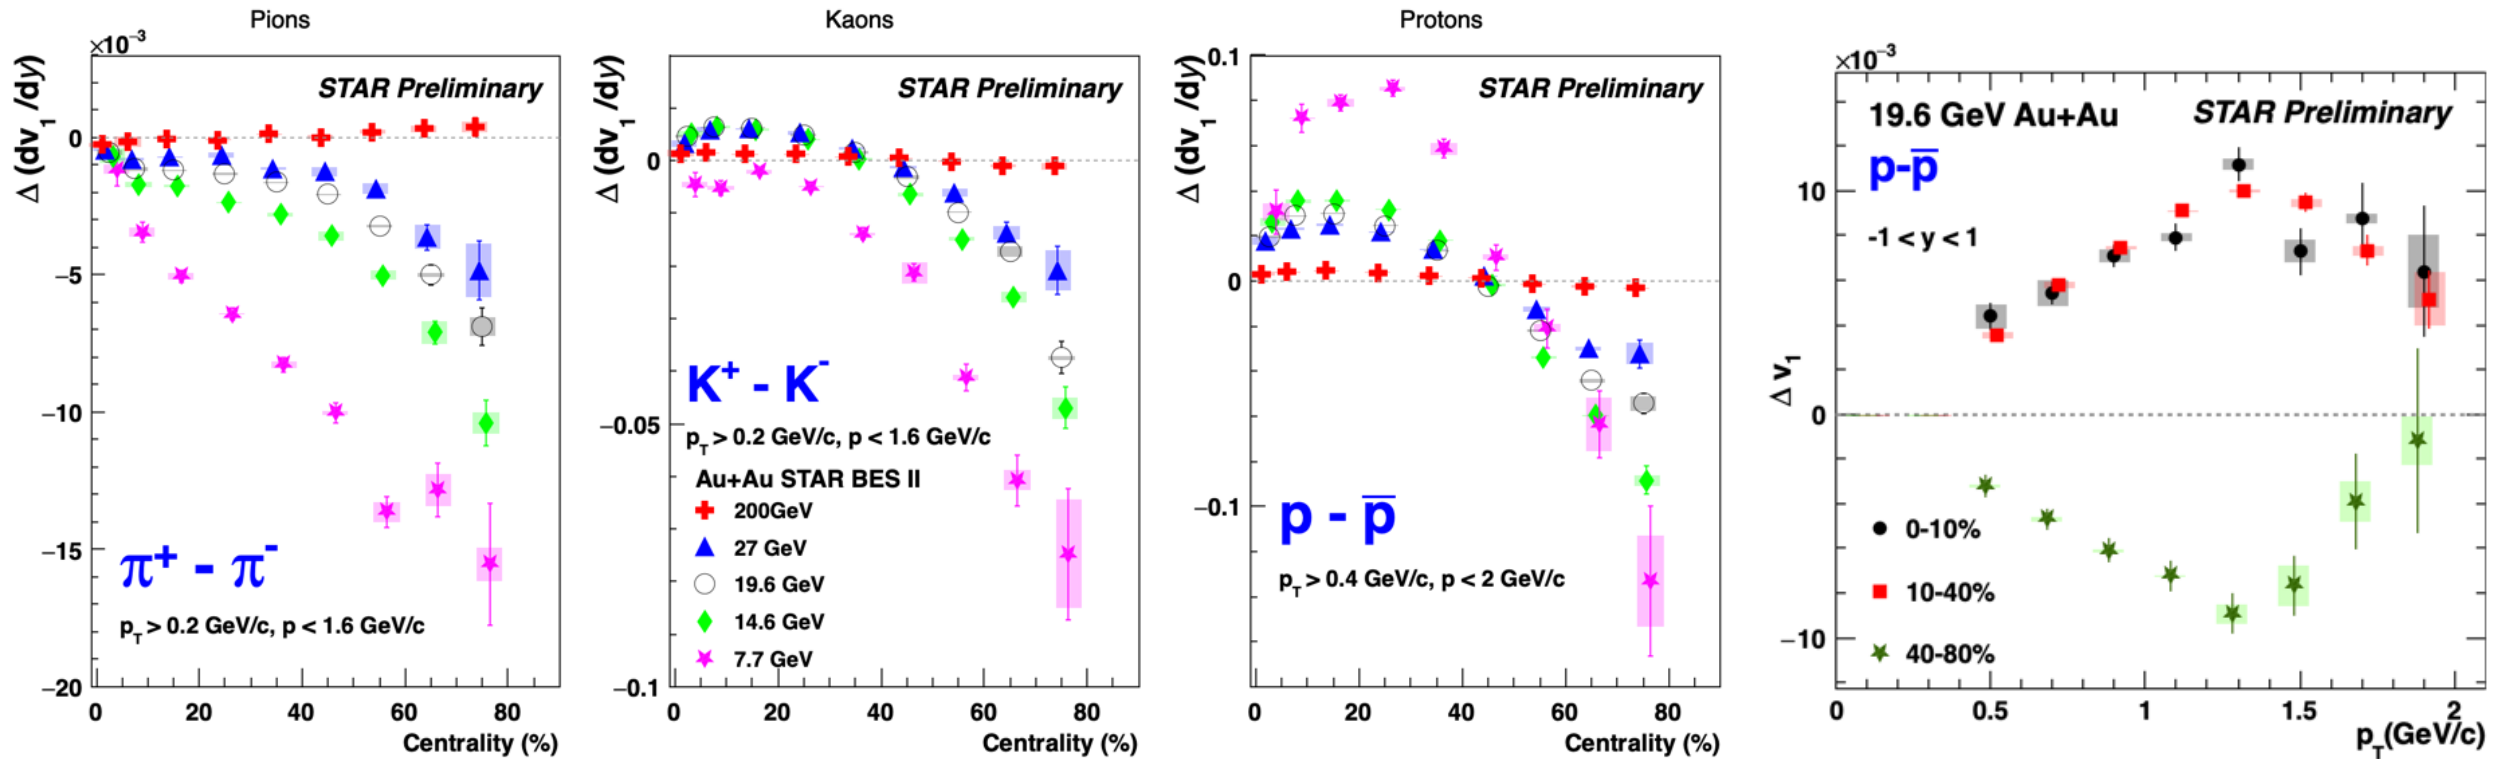 Pions
×10⁻³
Δ (dv₁ /dy)
STAR Preliminary
0
−5
−10
−15
−20
π⁺ - π⁻
p_T > 0.2 GeV/c, p < 1.6 GeV/c
0 20 40 60 80
Centrality (%)
Kaons
Δ (dv₁ /dy)
STAR Preliminary
0
−0.05
−0.1
K⁺ - K⁻
p_T > 0.2 GeV/c, p < 1.6 GeV/c
Au+Au STAR BES II
200GeV
27 GeV
19.6 GeV
14.6 GeV
7.7 GeV
0 20 40 60 80
Centrality (%)
Protons
Δ (dv₁ /dy)
STAR Preliminary
0.1
0
−0.1
p - p̅
p_T > 0.4 GeV/c, p < 2 GeV/c
0 20 40 60 80
Centrality (%)
×10⁻³
19.6 GeV Au+Au
STAR Preliminary
p-p̅
-1 < y < 1
Δ v₁
10
0
−10
0-10%
10-40%
40-80%
0 0.5 1 1.5 2
p_T(GeV/c)